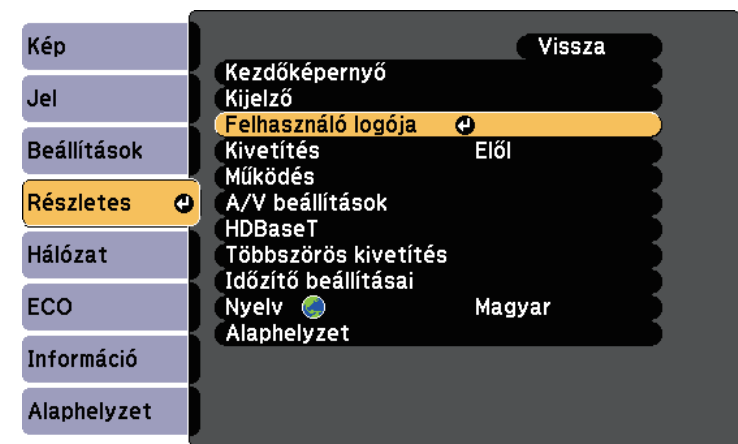 Kép
Jel
Beállítások
Részletes
Hálózat
ECO
Információ
Alaphelyzet
Vissza
Kezdőképernyő
Kijelző
Felhasználó logója
Kivetítés Elől
Működés
A/V beállítások
HDBaseT
Többszörös kivetítés
Időzítő beállításai
Nyelv Magyar
Alaphelyzet